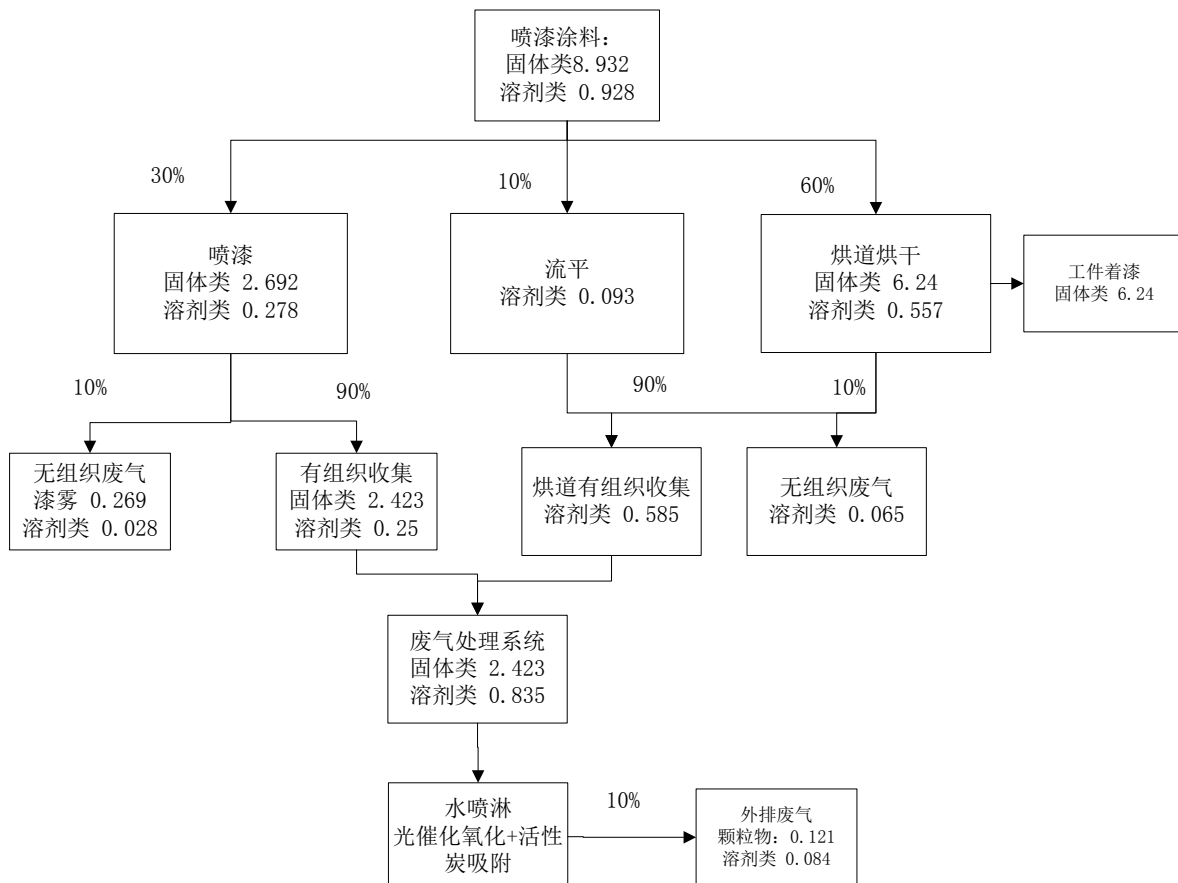 喷漆涂料：
固体类8.932
溶剂类 0.928
30%
10%
60%
喷漆
固体类 2.692
溶剂类 0.278
流平
溶剂类 0.093
烘道烘干
固体类 6.24
溶剂类 0.557
工件着漆
固体类 6.24
10%
90%
90%
10%
无组织废气
漆雾 0.269
溶剂类 0.028
有组织收集
固体类 2.423
溶剂类 0.25
烘道有组织收集
溶剂类 0.585
无组织废气
溶剂类 0.065
废气处理系统
固体类 2.423
溶剂类 0.835
水喷淋
光催化氧化+活性
炭吸附
10%
外排废气
颗粒物：0.121
溶剂类 0.084